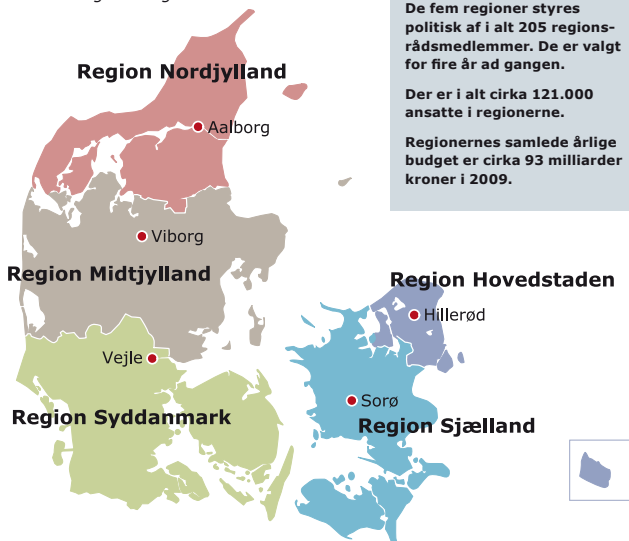 De fem regioner styres
politisk af i alt 205 regions-
rådsmedlemmer. De er valgt
for fire år ad gangen.
Der er i alt cirka 121.000
ansatte i regionerne.
Regionernes samlede årlige
budget er cirka 93 milliarder
kroner i 2009.
Region Nordjylland
Aalborg
Viborg
Region Midtjylland
Region Hovedstaden
Hillerød
Vejle
Sorø
Region Syddanmark
Region Sjælland